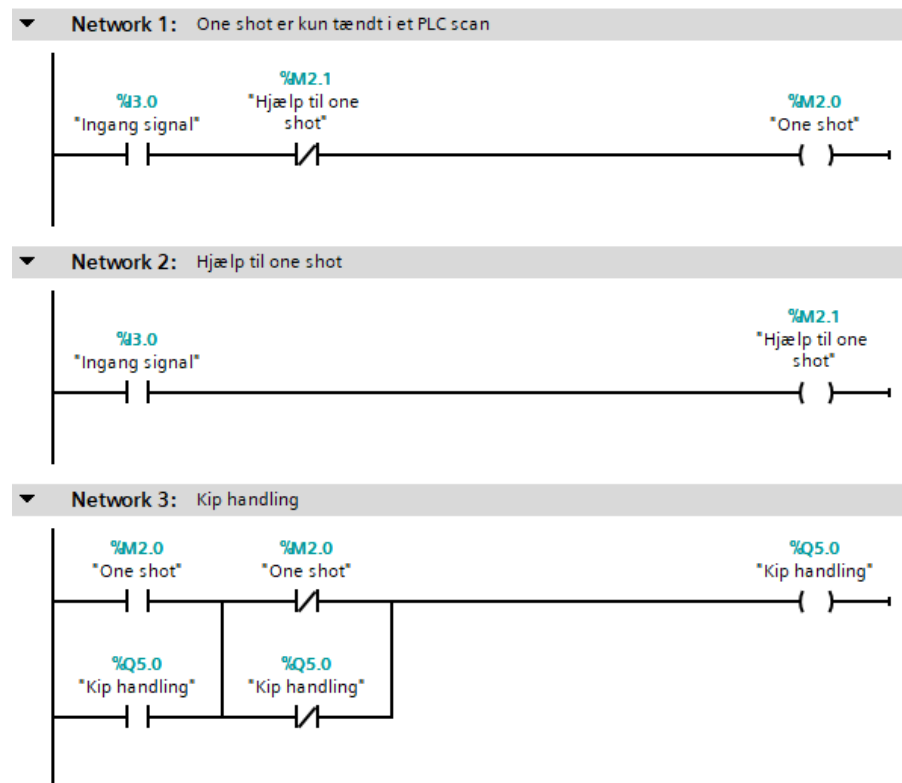 Network 1: One shot er kun tændt i et PLC scan
%M2.1
%I3.0 "Hjælp til one %M2.0
"Ingang signal" shot" "One shot"
Network 2: Hjælp til one shot
%M2.1
%I3.0 "Hjælp til one
"Ingang signal" shot"
Network 3: Kip handling
%M2.0 %M2.0 %Q5.0
"One shot" "One shot" "Kip handling"
%Q5.0 %Q5.0
"Kip handling" "Kip handling"